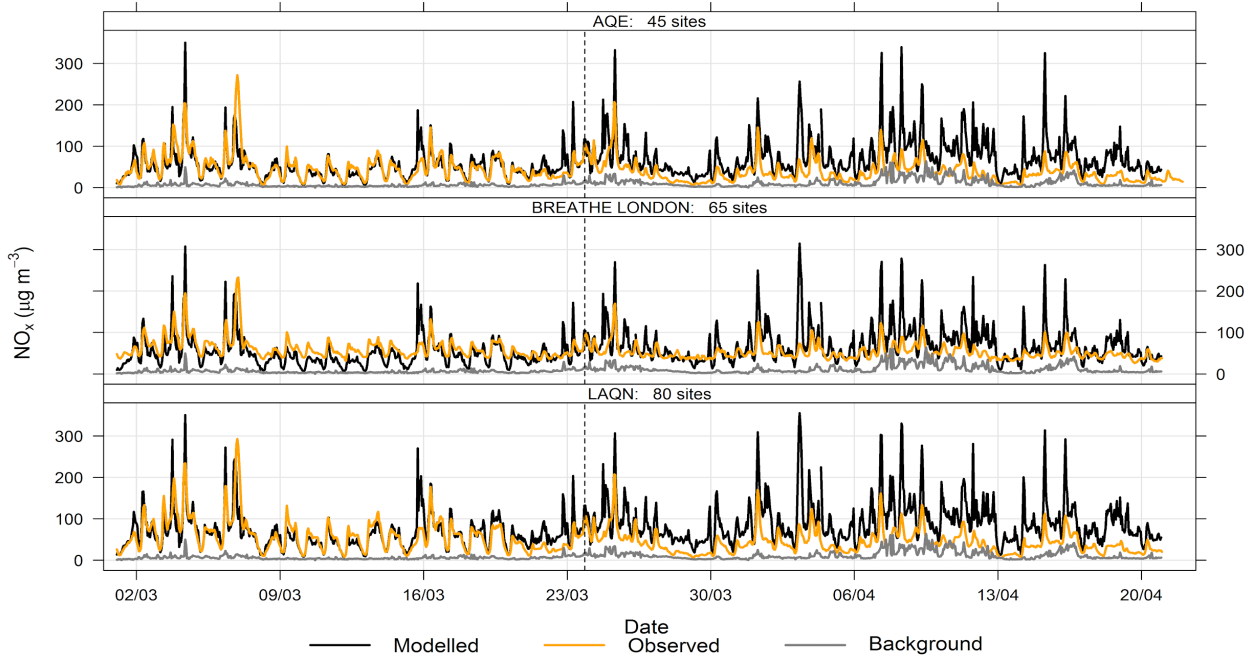 AQE: 45 sites
300
200
100
0
BREATHE LONDON: 65 sites
NOx (μg m−3)
300
200
100
0
LAQN: 80 sites
300
200
100
0
02/03 09/03 16/03 23/03 30/03 06/04 13/04 20/04
Date
Modelled Observed Background